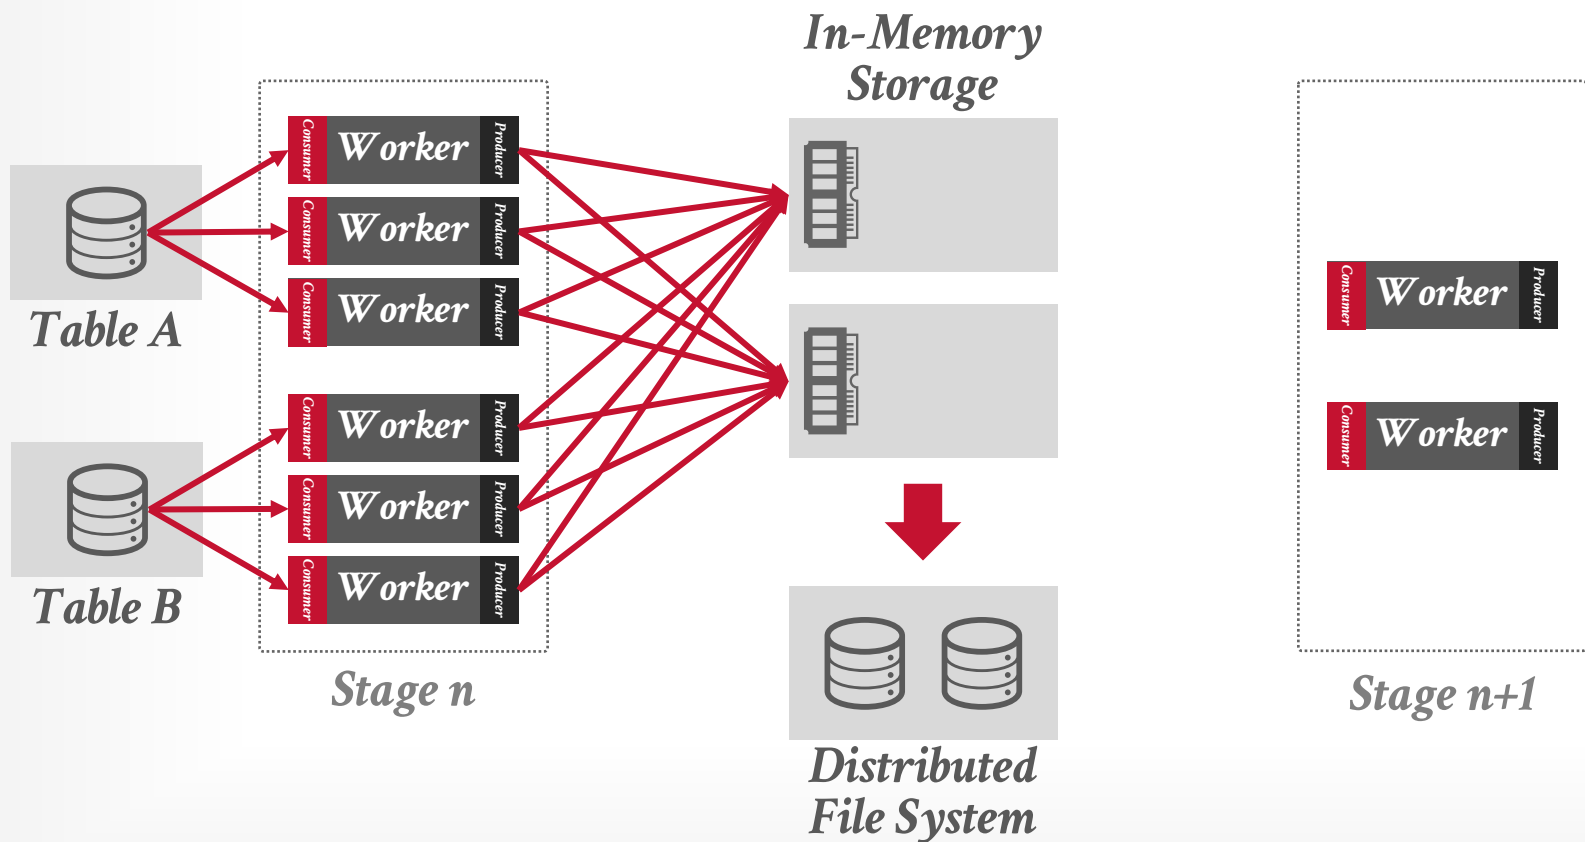 In-Memory
Storage
Consumer
Worker
Producer
Consumer
Worker
Producer
Consumer
Worker
Producer
Table A
Consumer
Worker
Producer
Consumer
Worker
Producer
Consumer
Worker
Producer
Table B
Stage n
Distributed
File System
Consumer
Worker
Producer
Consumer
Worker
Producer
Stage n+1